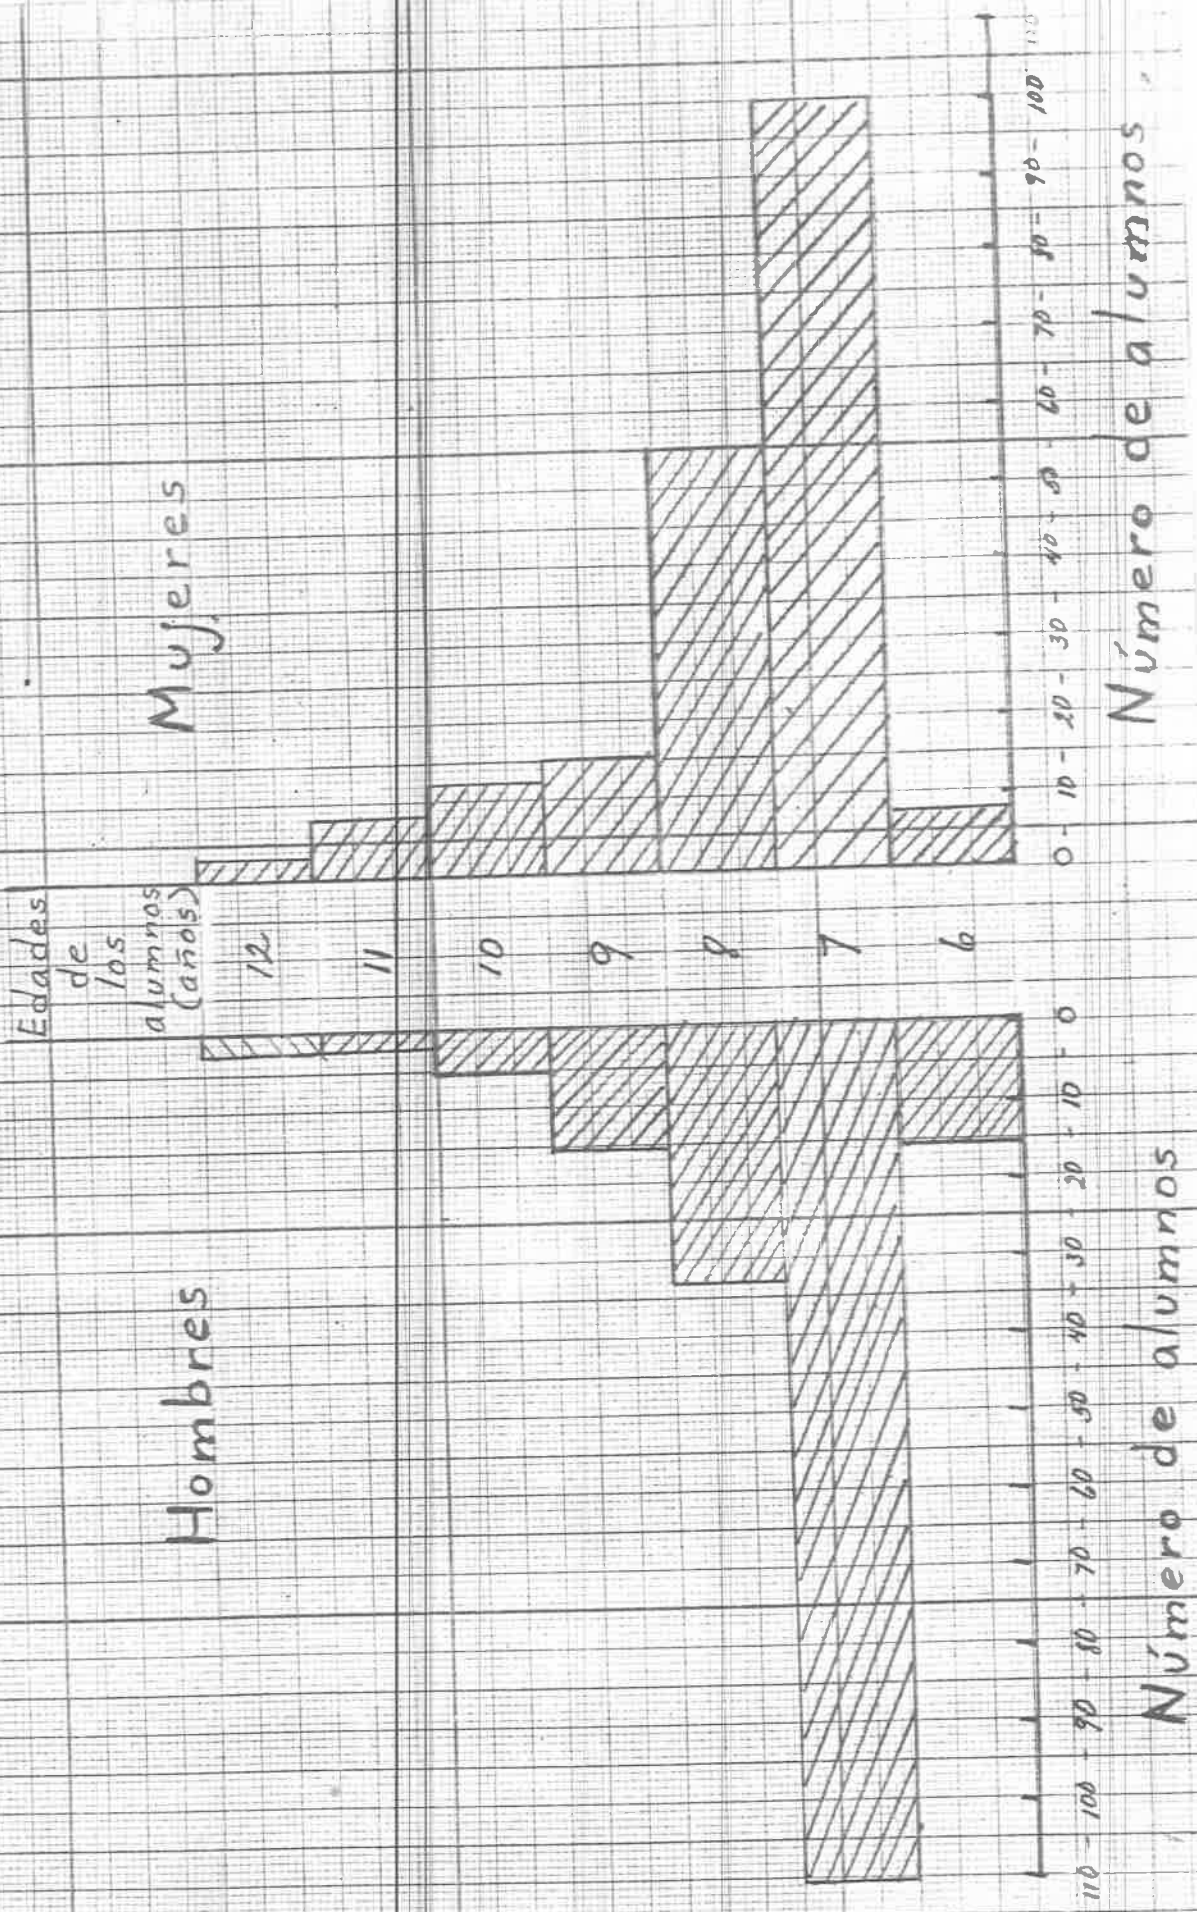 Edades
de
los
alumnos
(años)
Hombres
Mujeres
12
11
10
9
8
7
6
110 - 100 - 90 - 80 - 70 - 60 - 50 - 40 - 30 - 20 - 10 - 0
0 - 10 - 20 - 30 - 40 - 50 - 60 - 70 - 80 - 90 - 100
Número de alumnos
Número de alumnos